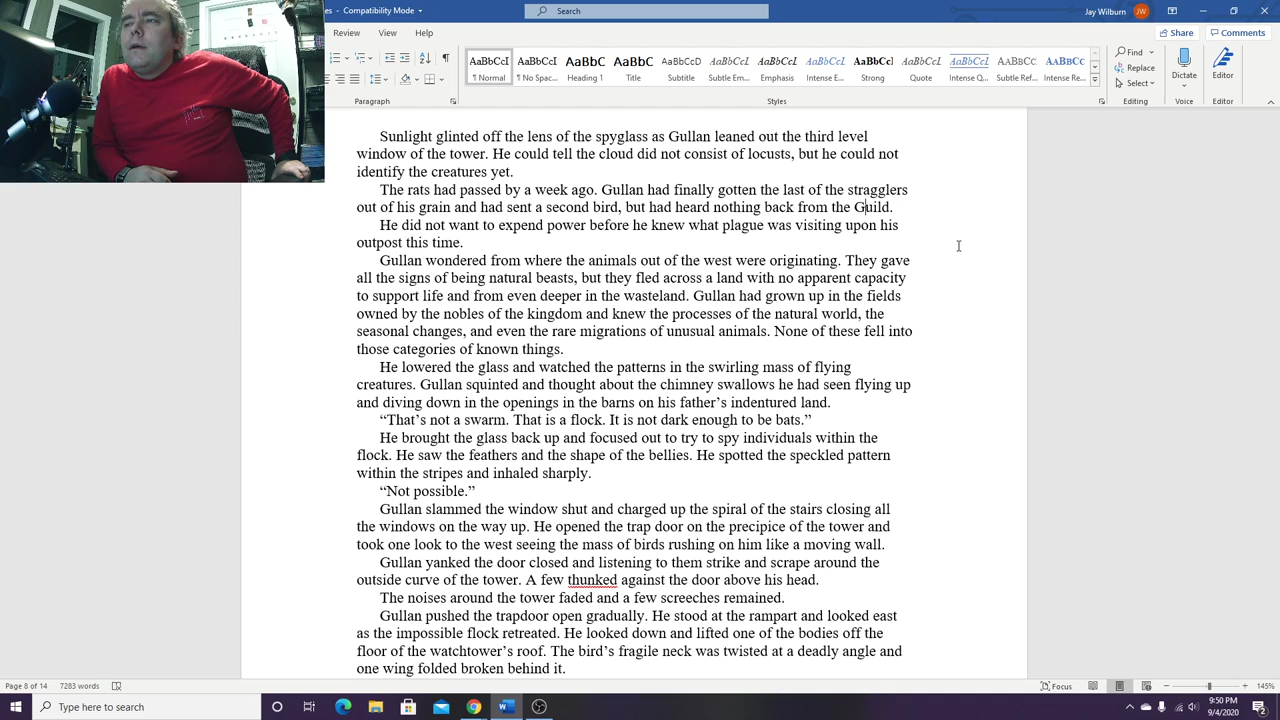 es - Compatibility Mode
Search
Jay Wilburn JW
Review View Help
Share Comments
AaBbCcI AaBbCcI AaBbC AaBbCc AaBbCcD AaBbCcI AaBbCcI AaBbCcI AaBbCcI AaBbCcI AaBbCcI AABBCC AABBCC
¶ Normal ¶ No Spac... Heading 1 Title Subtitle Subtle Em... Emphasis Intense E... Strong Quote Intense Q... Subtle Ref... Intense Re...
Find
Replace
Select
Dictate Editor
Paragraph Styles Editing Voice Editor
Sunlight glinted off the lens of the spyglass as Gullan leaned out the third level
window of the tower. He could tell the cloud did not consist of locusts, but he could not
identify the creatures yet.
The rats had passed by a week ago. Gullan had finally gotten the last of the stragglers
out of his grain and had sent a second bird, but had heard nothing back from the Guild.
He did not want to expend power before he knew what plague was visiting upon his
outpost this time.
Gullan wondered from where the animals out of the west were originating. They gave
all the signs of being natural beasts, but they fled across a land with no apparent capacity
to support life and from even deeper in the wasteland. Gullan had grown up in the fields
owned by the nobles of the kingdom and knew the processes of the natural world, the
seasonal changes, and even the rare migrations of unusual animals. None of these fell into
those categories of known things.
He lowered the glass and watched the patterns in the swirling mass of flying
creatures. Gullan squinted and thought about the chimney swallows he had seen flying up
and diving down in the openings in the barns on his father’s indentured land.
“That’s not a swarm. That is a flock. It is not dark enough to be bats.”
He brought the glass back up and focused out to try to spy individuals within the
flock. He saw the feathers and the shape of the bellies. He spotted the speckled pattern
within the stripes and inhaled sharply.
“Not possible.”
Gullan slammed the window shut and charged up the spiral of the stairs closing all
the windows on the way up. He opened the trap door on the precipice of the tower and
took one look to the west seeing the mass of birds rushing on him like a moving wall.
Gullan yanked the door closed and listening to them strike and scrape around the
outside curve of the tower. A few thunked against the door above his head.
The noises around the tower faded and a few screeches remained.
Gullan pushed the trapdoor open gradually. He stood at the rampart and looked east
as the impossible flock retreated. He looked down and lifted one of the bodies off the
floor of the watchtower’s roof. The bird’s fragile neck was twisted at a deadly angle and
one wing folded broken behind it.
Page 8 of 14 7283 words
Focus
145%
Type here to search
9:50 PM
9/4/2020
2